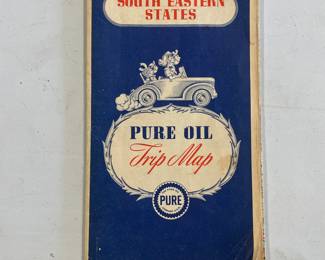 SOUTH EASTERN
STATES
PURE OIL
Trip Map
PURE